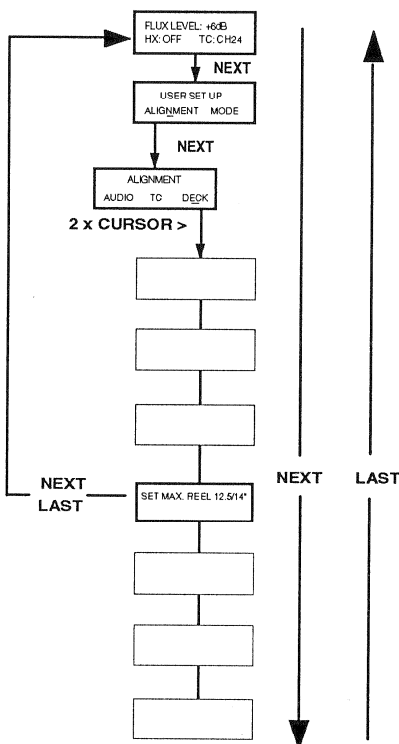 FLUX LEVEL: +6dB
HX: OFF TC: CH24
NEXT
USER SET UP
ALIGNMENT MODE
NEXT
ALIGNMENT
AUDIO TC DECK
2 x CURSOR >
SET MAX. REEL 12.5/14"
NEXT
LAST
NEXT
LAST